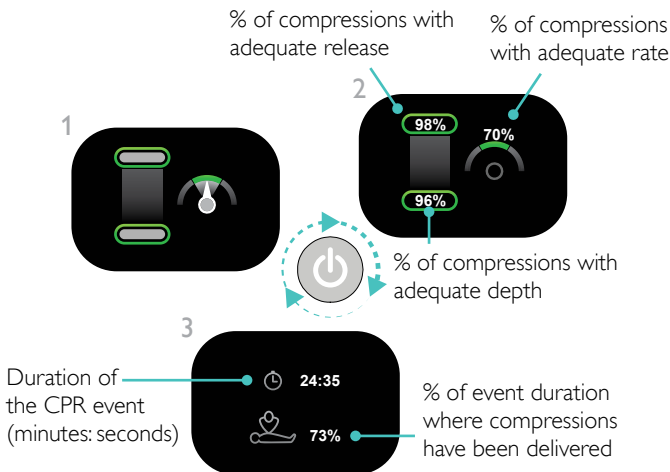 % of compressions with
adequate release
% of compressions
with adequate rate
1
2
98%
70%
96%
% of compressions with
adequate depth
3
Duration of
the CPR event
(minutes: seconds)
24:35
73%
% of event duration
where compressions
have been delivered